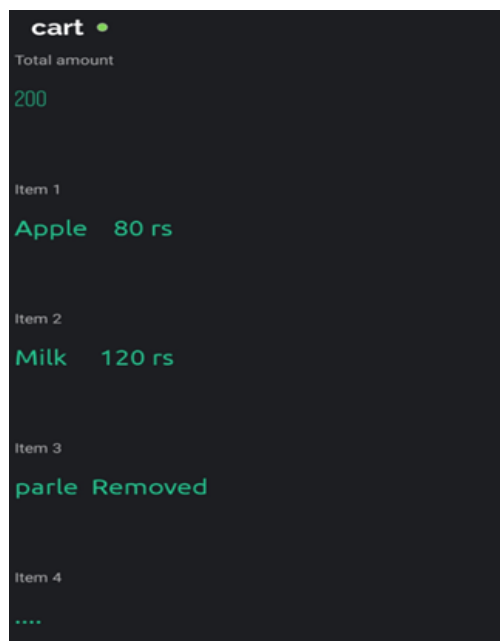 cart
Total amount
200
Item 1
Apple 80 rs
Item 2
Milk 120 rs
Item 3
parle Removed
Item 4
....